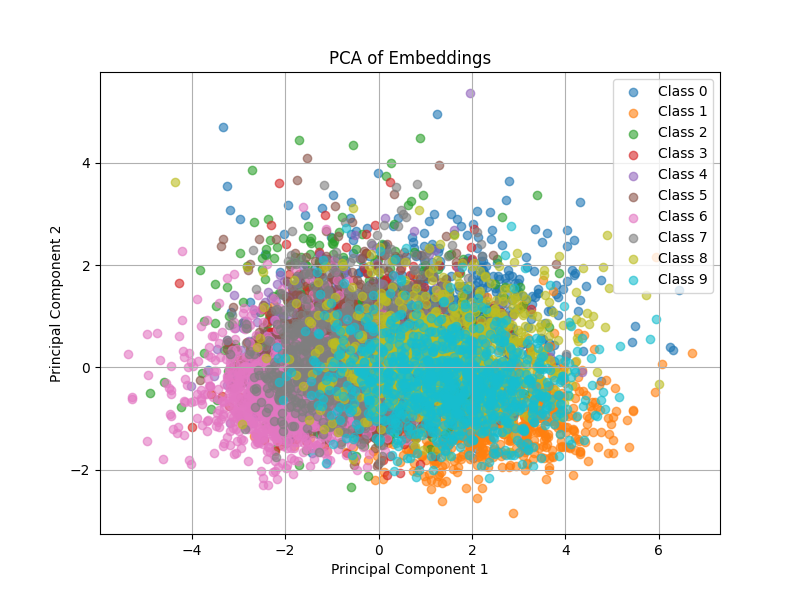 PCA of Embeddings
Class 0
Class 1
Class 2
Class 3
Class 4
Class 5
Class 6
Class 7
Class 8
Class 9
Principal Component 2
4
2
0
−2
−4
−2
0
2
4
6
Principal Component 1